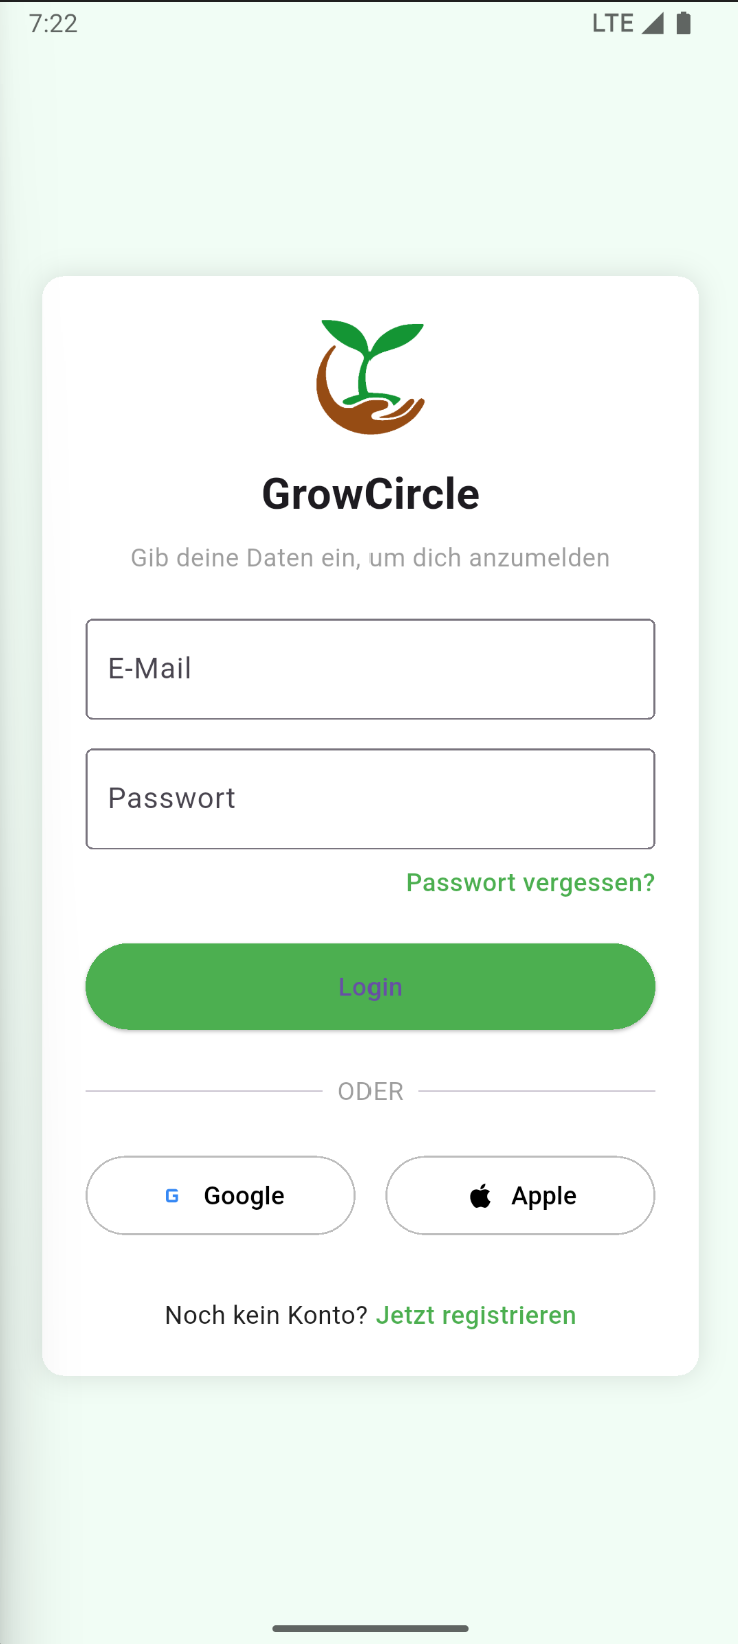 7:22 LTE
GrowCircle
Gib deine Daten ein, um dich anzumelden
E-Mail
Passwort
Passwort vergessen?
Login
ODER
G Google Apple
Noch kein Konto? Jetzt registrieren